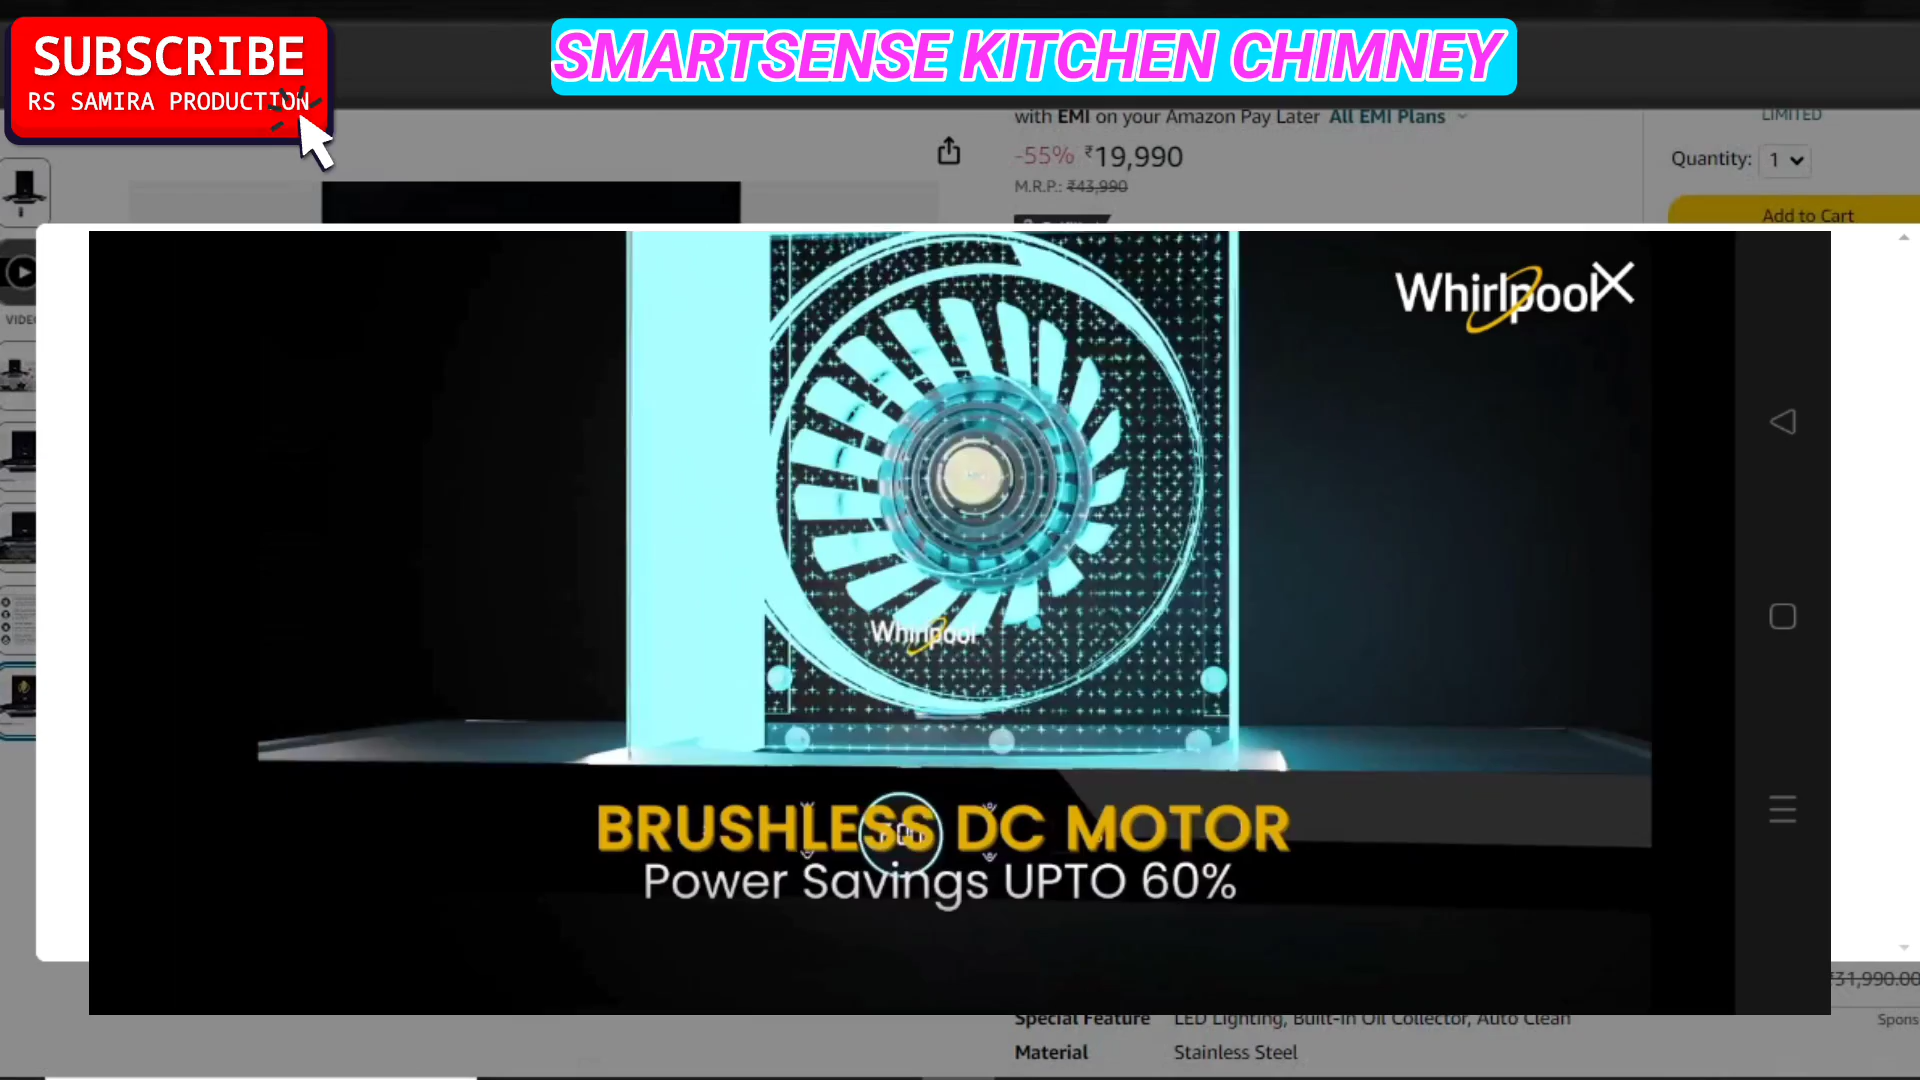 SUBSCRIBE
RS SAMIRA PRODUCTION
SMARTSENSE KITCHEN CHIMNEY
with EMI on your Amazon Pay Later All EMI Plans
-55% ₹19,990
M.R.P.: ₹43,990
LIMITED
Quantity: 1
Add to Cart
VIDE
Whirlpool
Whirlpool
BRUSHLESS DC MOTOR
Power Savings UPTO 60%
₹31,990.00
Special Feature LED Lighting, Built-In Oil Collector, Auto Clean
Spons
Material Stainless Steel